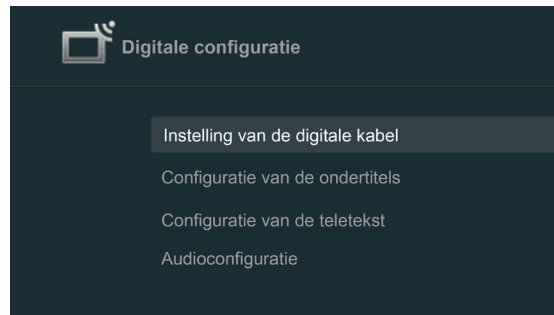 Digitale configuratie
Instelling van de digitale kabel
Configuratie van de ondertitels
Configuratie van de teletekst
Audioconfiguratie